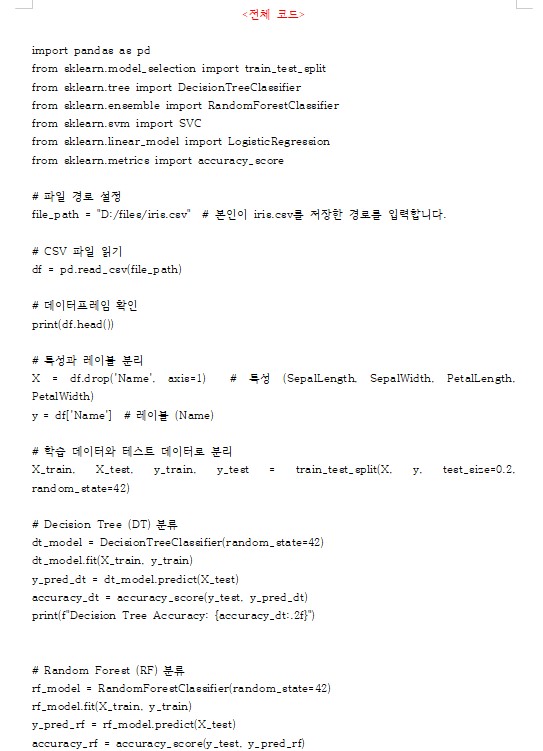 <전체 코드>
import pandas as pd
from sklearn.model_selection import train_test_split
from sklearn.tree import DecisionTreeClassifier
from sklearn.ensemble import RandomForestClassifier
from sklearn.svm import SVC
from sklearn.linear_model import LogisticRegression
from sklearn.metrics import accuracy_score
# 파일 경로 설정
file_path = "D:/files/iris.csv" # 본인이 iris.csv를 저장한 경로를 입력합니다.
# CSV 파일 읽기
df = pd.read_csv(file_path)
# 데이터프레임 확인
print(df.head())
# 특성과 레이블 분리
X = df.drop('Name', axis=1) # 특성 (SepalLength, SepalWidth, PetalLength,
PetalWidth)
y = df['Name'] # 레이블 (Name)
# 학습 데이터와 테스트 데이터로 분리
X_train, X_test, y_train, y_test = train_test_split(X, y, test_size=0.2,
random_state=42)
# Decision Tree (DT) 분류
dt_model = DecisionTreeClassifier(random_state=42)
dt_model.fit(X_train, y_train)
y_pred_dt = dt_model.predict(X_test)
accuracy_dt = accuracy_score(y_test, y_pred_dt)
print(f"Decision Tree Accuracy: {accuracy_dt:.2f}")
# Random Forest (RF) 분류
rf_model = RandomForestClassifier(random_state=42)
rf_model.fit(X_train, y_train)
y_pred_rf = rf_model.predict(X_test)
accuracy_rf = accuracy_score(y_test, y_pred_rf)